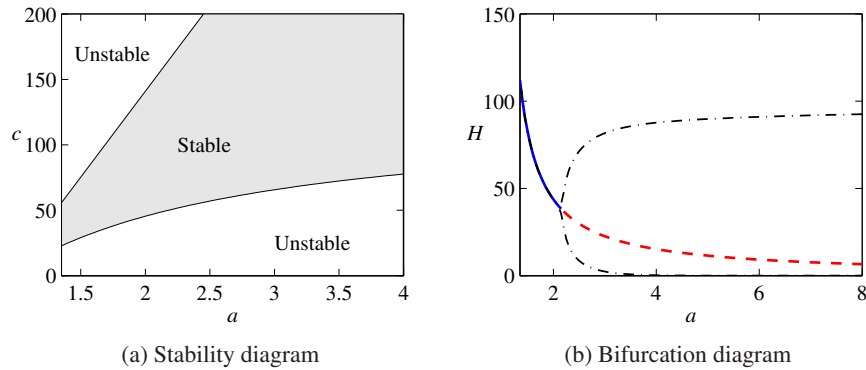 200
150
c
100
50
0
Unstable
Stable
Unstable
1.5 2 2.5 3 3.5 4
a
(a) Stability diagram
150
100
H
50
0
2 4 6 8
a
(b) Bifurcation diagram